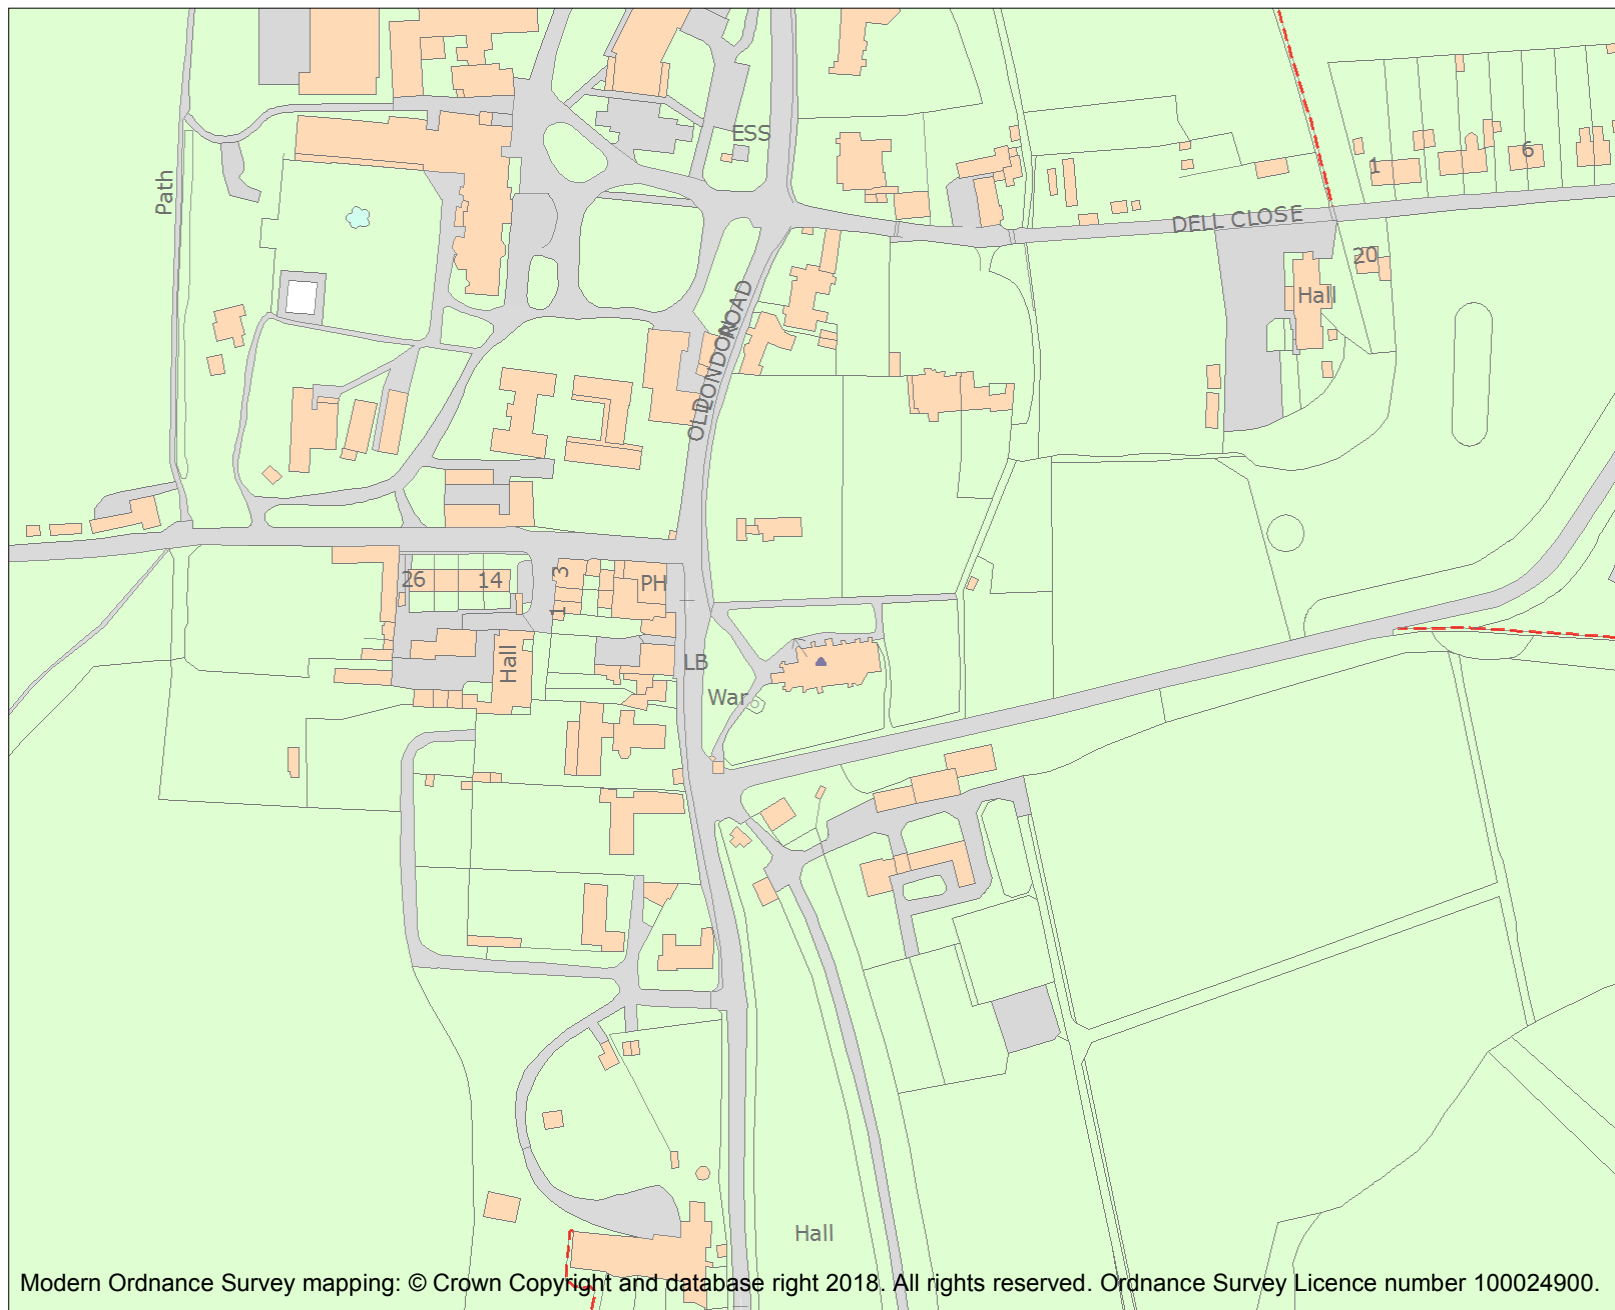 ESS
Path
1
6
DELL CLOSE
20
Hall
OLD LONDON ROAD
26
14
3
1
PH
Hall
LB
War
Hall
Modern Ordnance Survey mapping: © Crown Copyright and database right 2018. All rights reserved. Ordnance Survey Licence number 100024900.